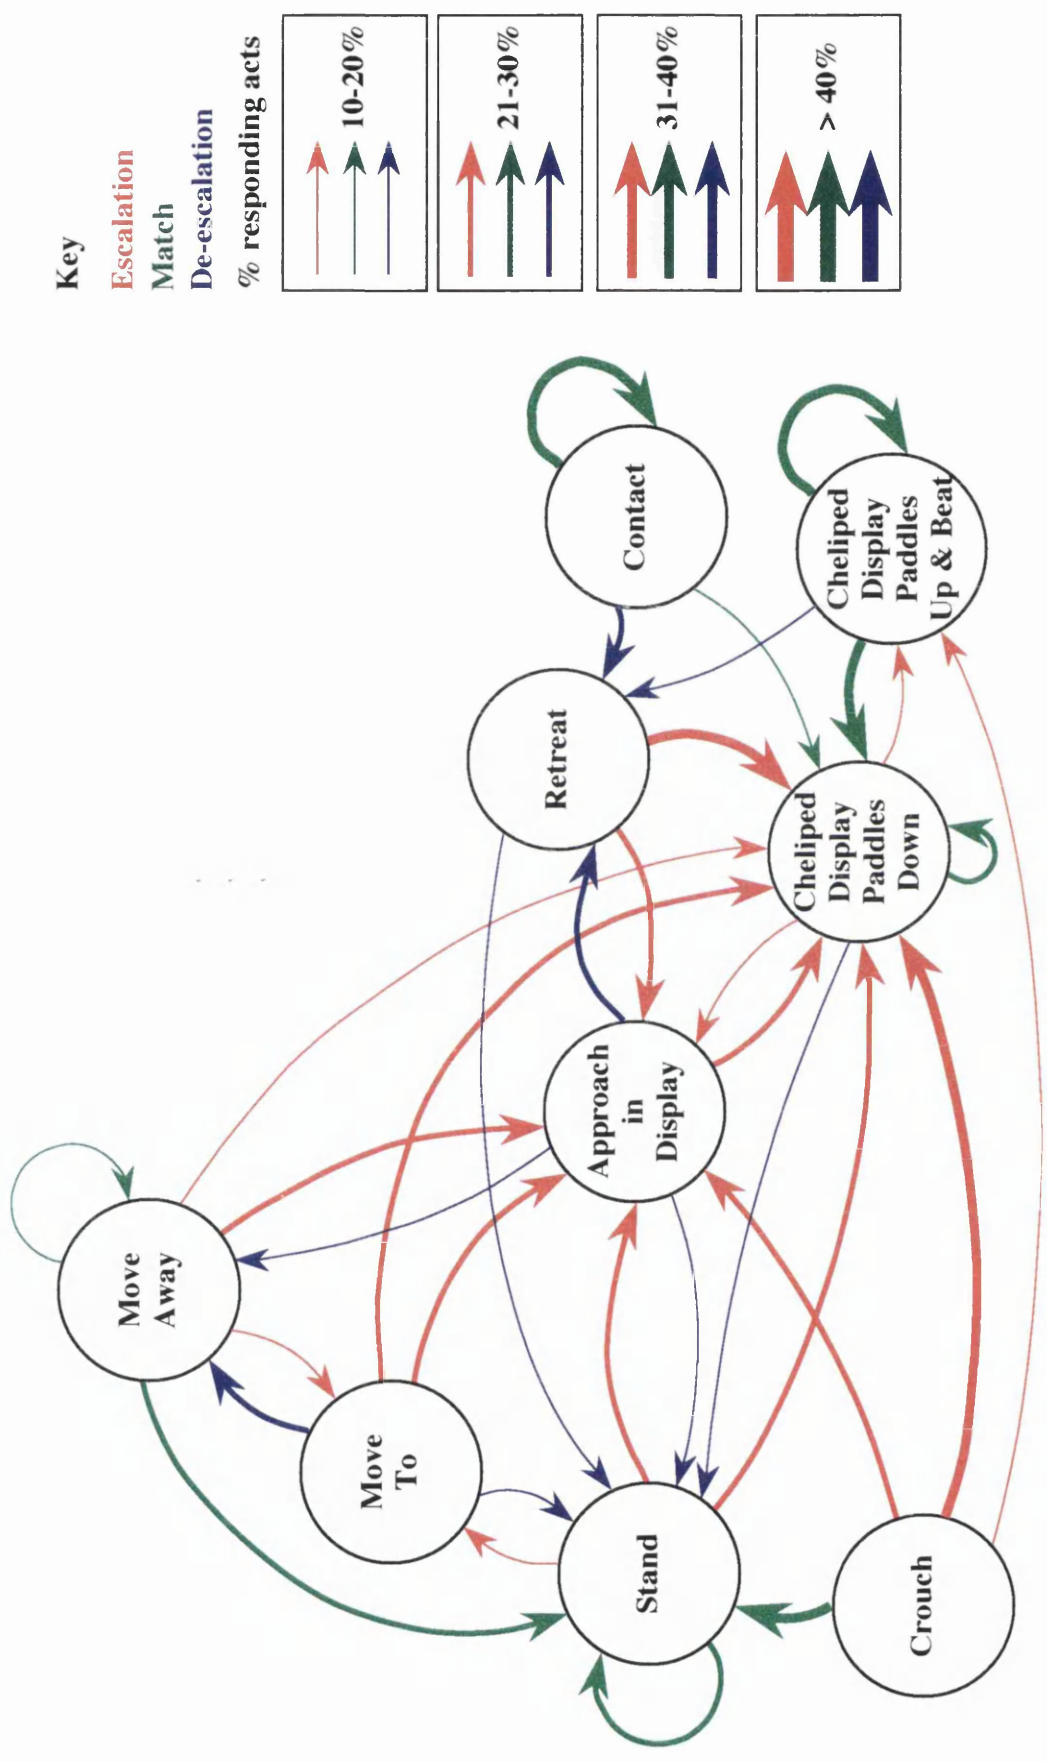 Key
Escalation
Match
De-escalation
% responding acts
10-20%
21-30%
31-40%
> 40%
Move
Away
Move
To
Stand
Crouch
Approach
in
Display
Retreat
Contact
Cheliped
Display
Paddles
Down
Cheliped
Display
Paddles
Up & Beat